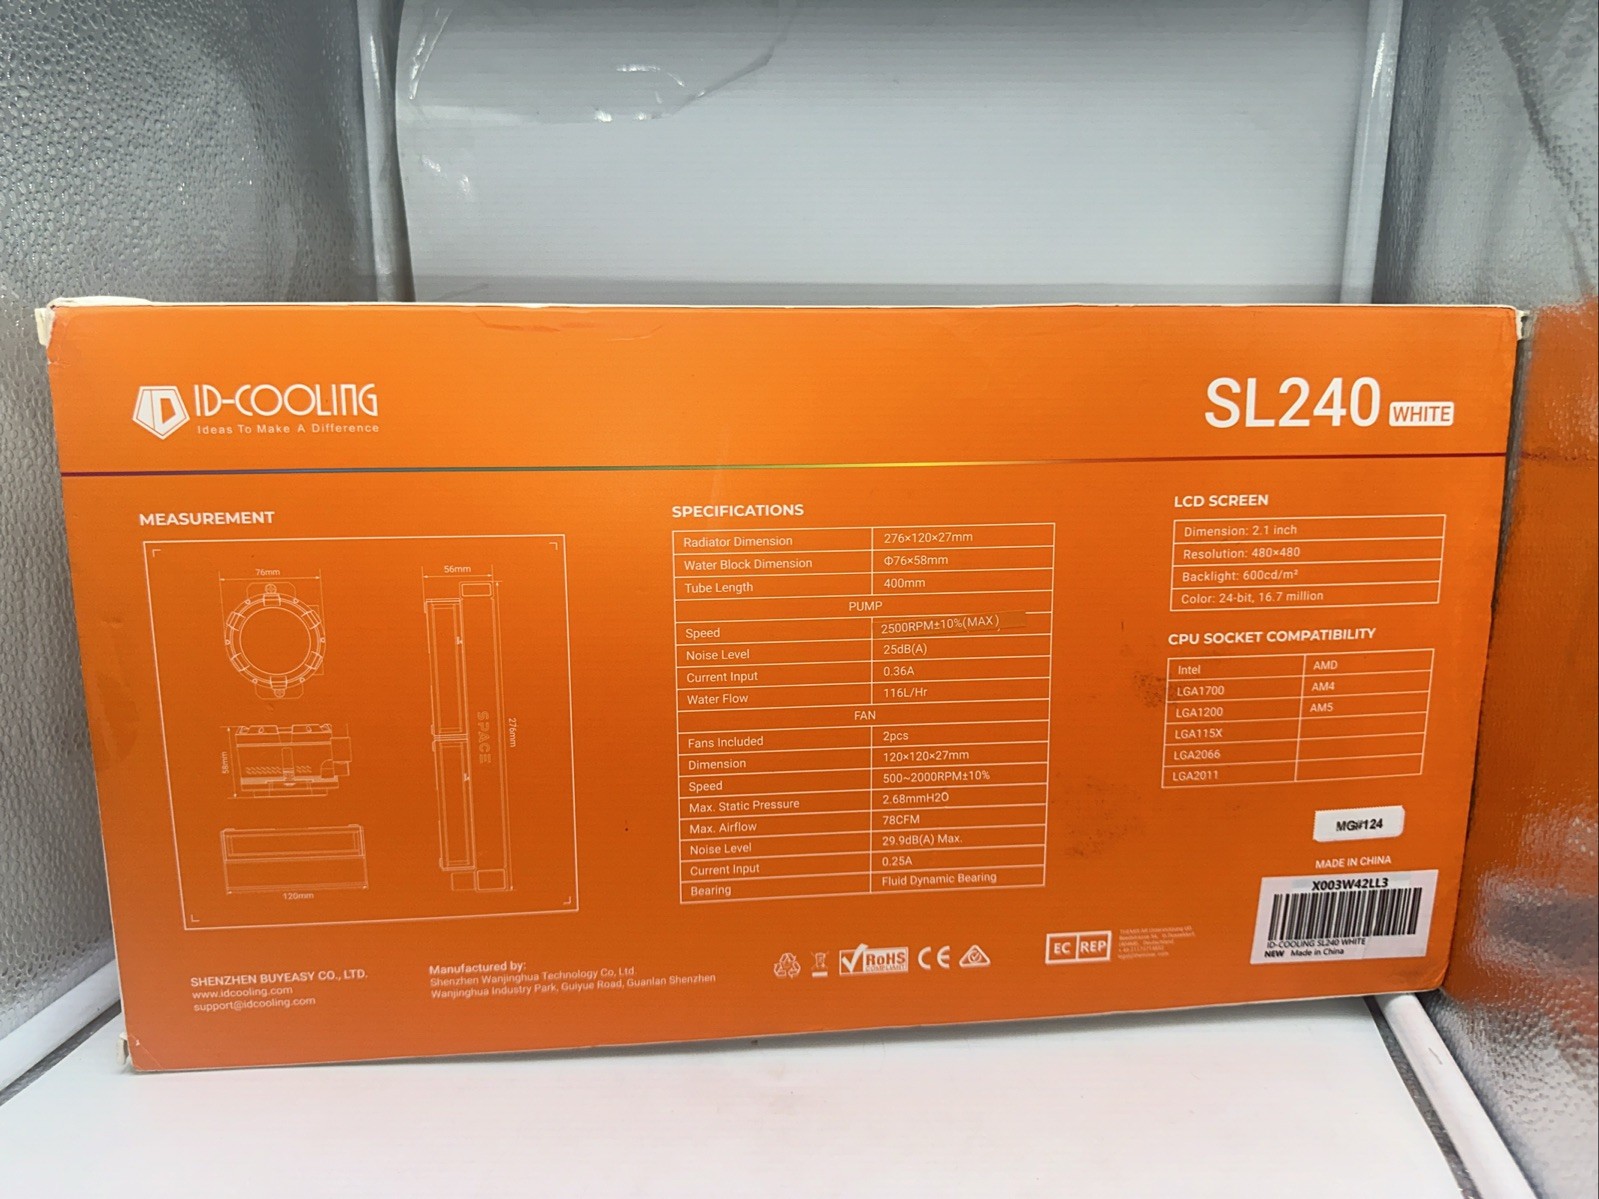 ID-COOLING
Ideas To Make A Difference
SL240 WHITE
MEASUREMENT
76mm
56mm
58mm
SPACE
276mm
120mm
SPECIFICATIONS
Radiator Dimension 276×120×27mm
Water Block Dimension Φ76×58mm
Tube Length 400mm
PUMP
Speed 2500RPM±10%(MAX)
Noise Level 25dB(A)
Current Input 0.36A
Water Flow 116L/Hr
FAN
Fans Included 2pcs
Dimension 120×120×27mm
Speed 500~2000RPM±10%
Max. Static Pressure 2.68mmH2O
Max. Airflow 78CFM
Noise Level 29.9dB(A) Max.
Current Input 0.25A
Bearing Fluid Dynamic Bearing
LCD SCREEN
Dimension: 2.1 inch
Resolution: 480×480
Backlight: 600cd/m²
Color: 24-bit, 16.7 million
CPU SOCKET COMPATIBILITY
Intel AMD
LGA1700 AM4
LGA1200 AM5
LGA115X
LGA2066
LGA2011
MG#124
MADE IN CHINA
X003W42LL3
ID-COOLING SL240 WHITE
NEW Made in China
SHENZHEN BUYEASY CO., LTD.
www.idcooling.com
support@idcooling.com
Manufactured by:
Shenzhen Wanjinghua Technology Co, Ltd.
Wanjinghua Industry Park, Guiyue Road, Guanlan Shenzhen
RoHS
COMPLIANT
CE
EC REP